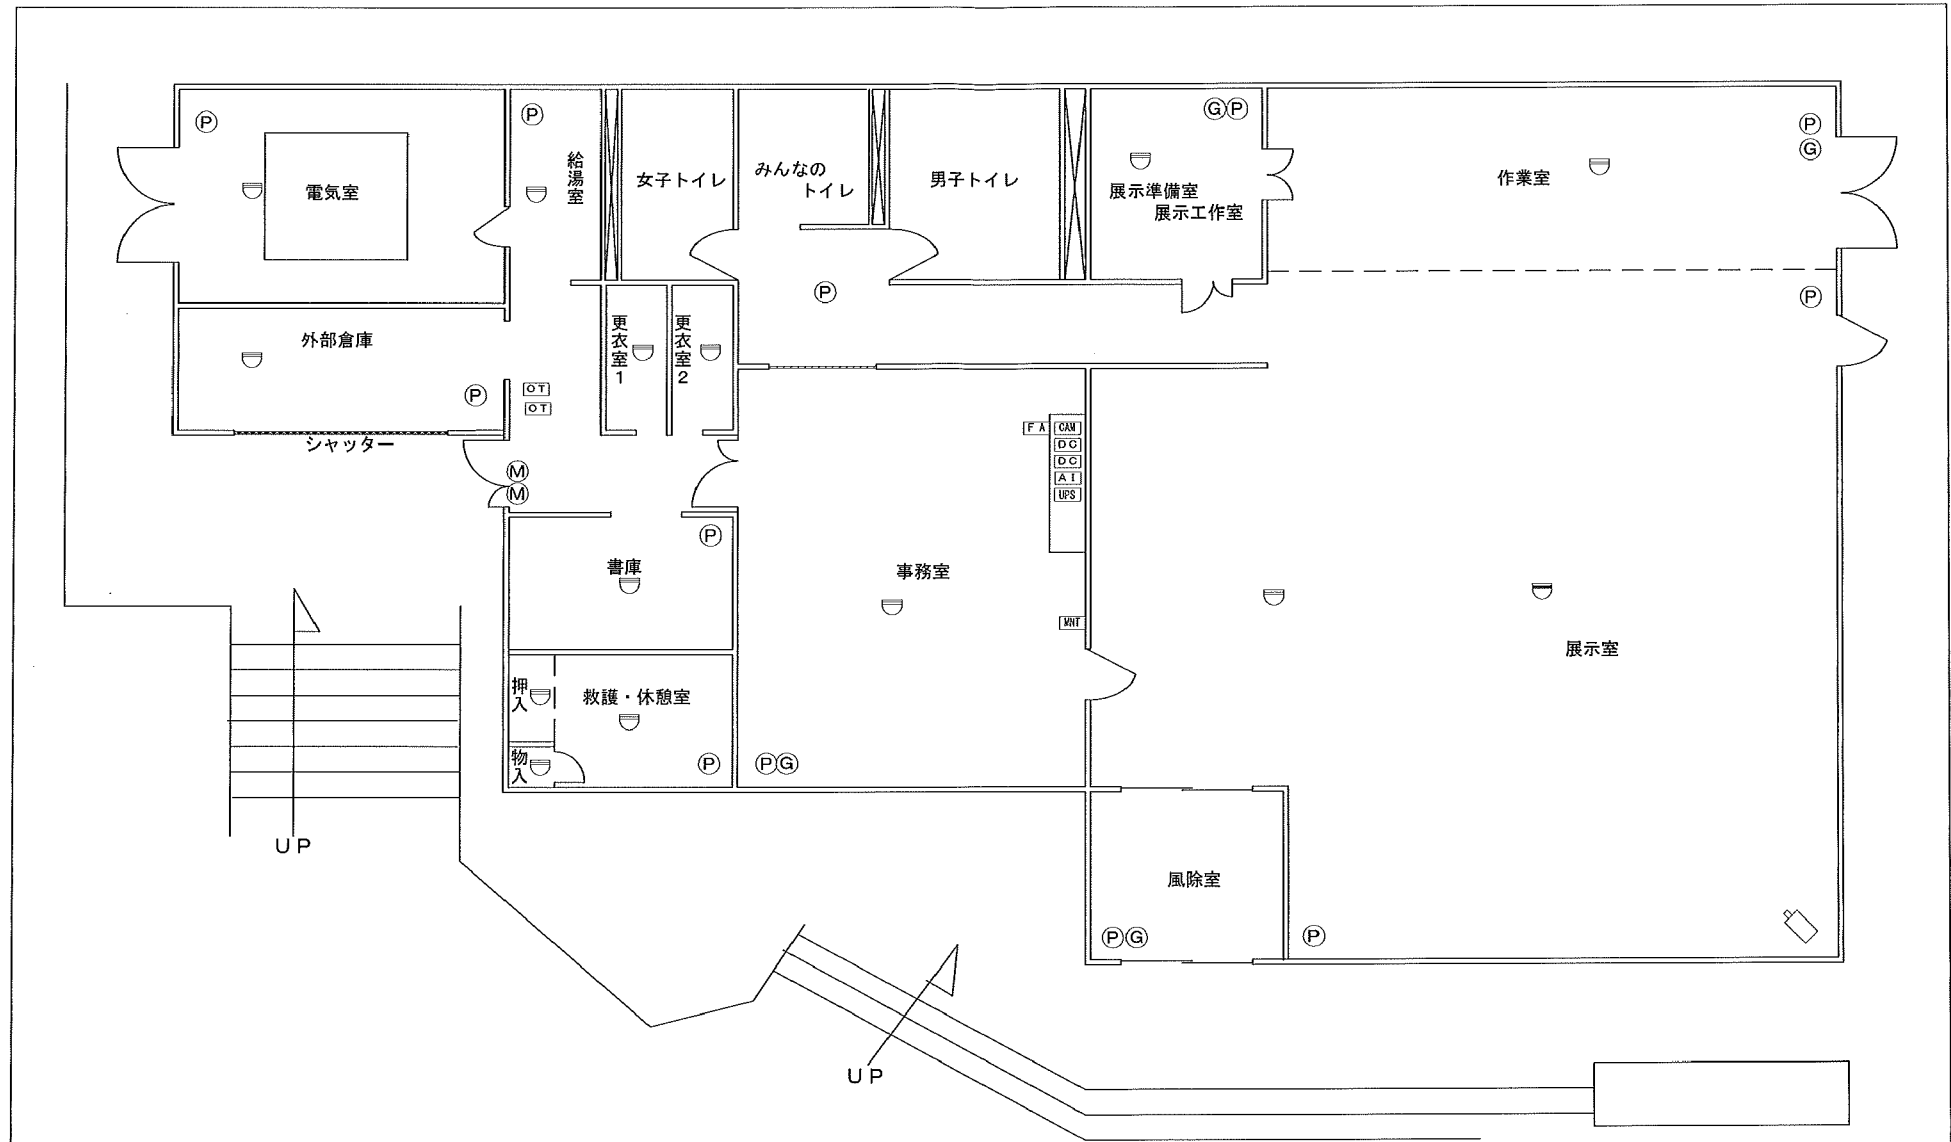 Ⓟ
電気室
Ⓟ
給湯室
女子トイレ
みんなの
トイレ
男子トイレ
ⒼⓅ
展示準備室
展示工作室
作業室
Ⓟ
Ⓖ
Ⓟ
Ⓟ
外部倉庫
Ⓟ
シャッター
更衣室1
更衣室2
OT
OT
Ⓜ
Ⓜ
FA
CAM
DC
DC
AI
UPS
Ⓟ
書庫
事務室
MNT
展示室
押入
救護・休憩室
物入
Ⓟ
ⓅⒼ
UP
風除室
ⓅⒼ
Ⓟ
UP